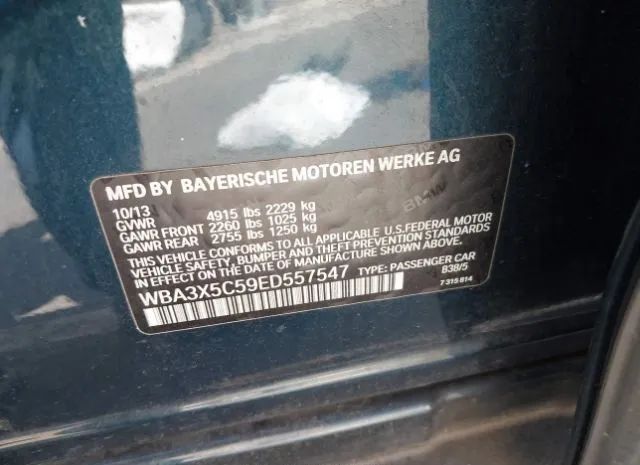 MFD BY BAYERISCHE MOTOREN WERKE AG
10/13
GVWR 4915 lbs 2229 kg
GAWR FRONT 2260 lbs 1025 kg
GAWR REAR 2755 lbs 1250 kg
THIS VEHICLE CONFORMS TO ALL APPLICABLE U.S.FEDERAL MOTOR
VEHICLE SAFETY, BUMPER AND THEFT PREVENTION STANDARDS
IN EFFECT ON THE DATE OF MANUFACTURE SHOWN ABOVE.
WBA3X5C59ED557547 TYPE: PASSENGER CAR
838/5
7 315 814
BMW